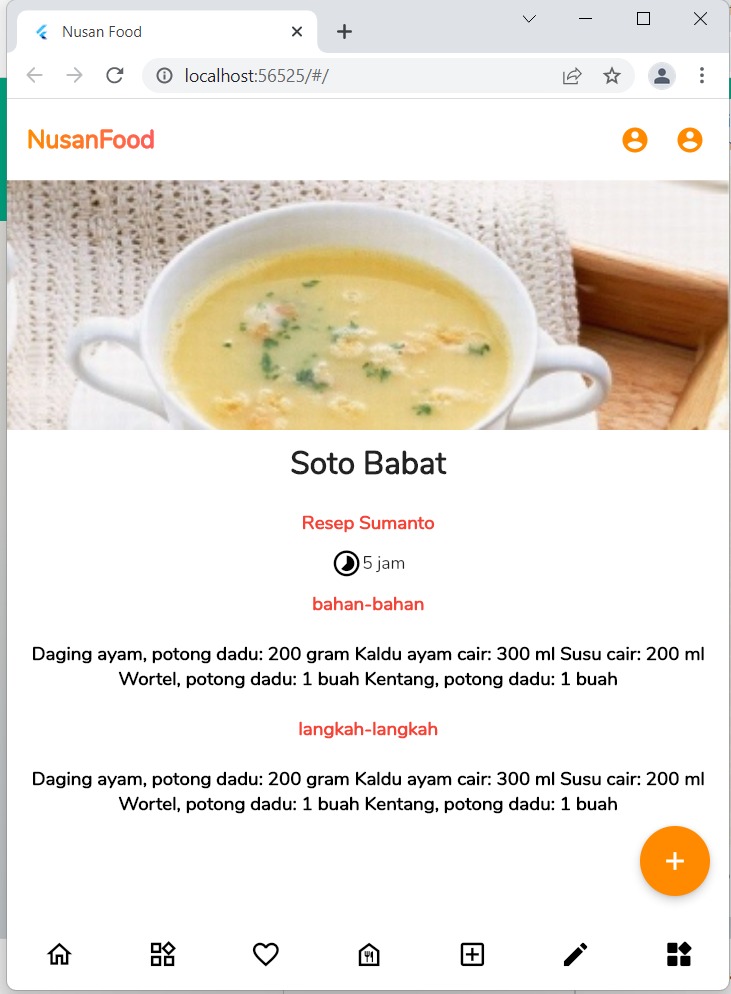 Nusan Food
localhost:56525/#/
NusanFood
Soto Babat
Resep Sumanto
5 jam
bahan-bahan
Daging ayam, potong dadu: 200 gram Kaldu ayam cair: 300 ml Susu cair: 200 ml
Wortel, potong dadu: 1 buah Kentang, potong dadu: 1 buah
langkah-langkah
Daging ayam, potong dadu: 200 gram Kaldu ayam cair: 300 ml Susu cair: 200 ml
Wortel, potong dadu: 1 buah Kentang, potong dadu: 1 buah